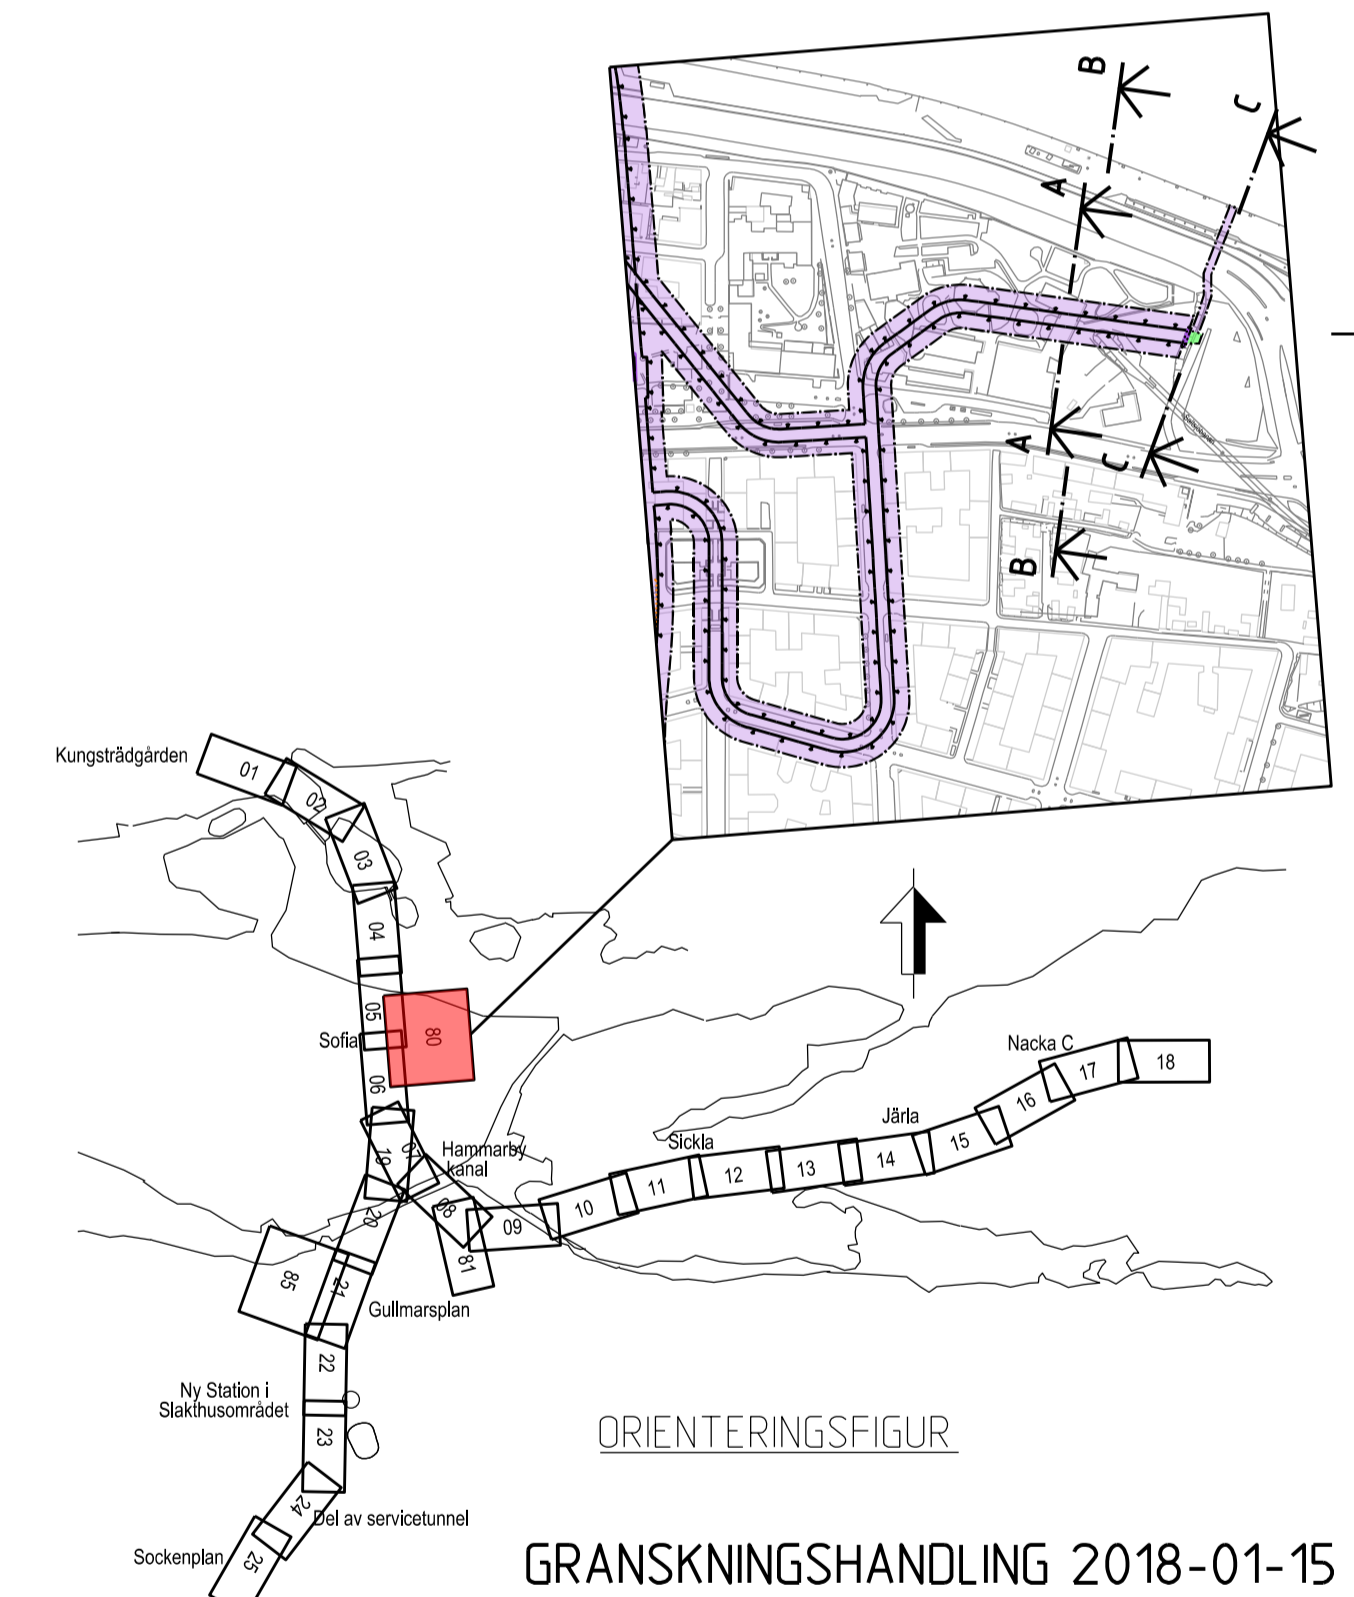 B
C
A
A
C
B
Kungsträdgården
01
02
03
04
05
Sofia
80
06
Nacka C
18
17
16
Järla
15
Sickla
14
13
12
11
10
09
Hammarby
kanal
07
19
08
20
81
85
21
Gullmarsplan
22
Ny Station i
Slakthusområdet
23
24
Del av servicetunnel
Sockenplan
25
ORIENTERINGSFIGUR
GRANSKNINGSHANDLING 2018-01-15